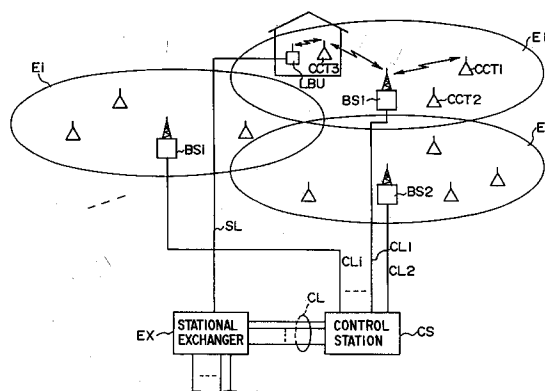 Ei
E1
CCT3
LBU
CCT1
BS1
CCT2
BSi
BS2
SL
CLi
CL1
CL2
CL
EX
STATIONAL
EXCHANGER
CONTROL
STATION
CS